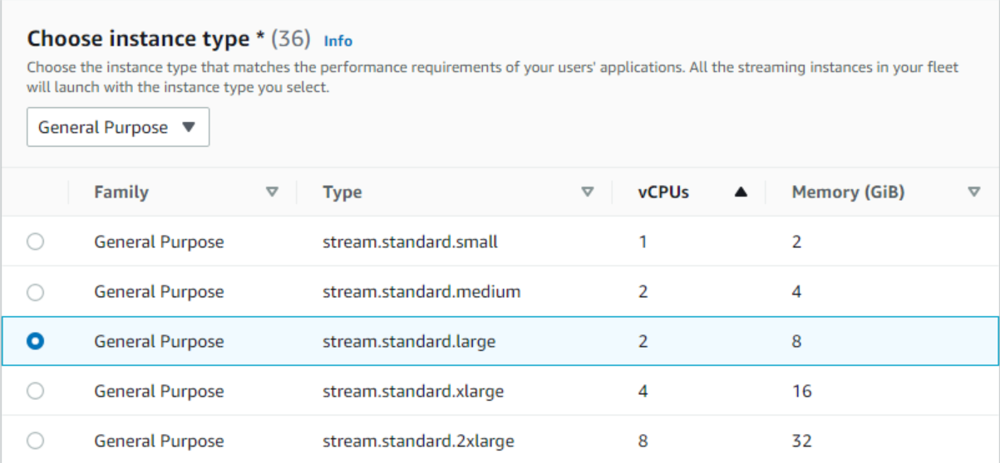 Choose instance type * (36) Info
Choose the instance type that matches the performance requirements of your users' applications. All the streaming instances in your fleet
will launch with the instance type you select.
General Purpose
Family Type vCPUs Memory (GiB)
General Purpose stream.standard.small 1 2
General Purpose stream.standard.medium 2 4
General Purpose stream.standard.large 2 8
General Purpose stream.standard.xlarge 4 16
General Purpose stream.standard.2xlarge 8 32